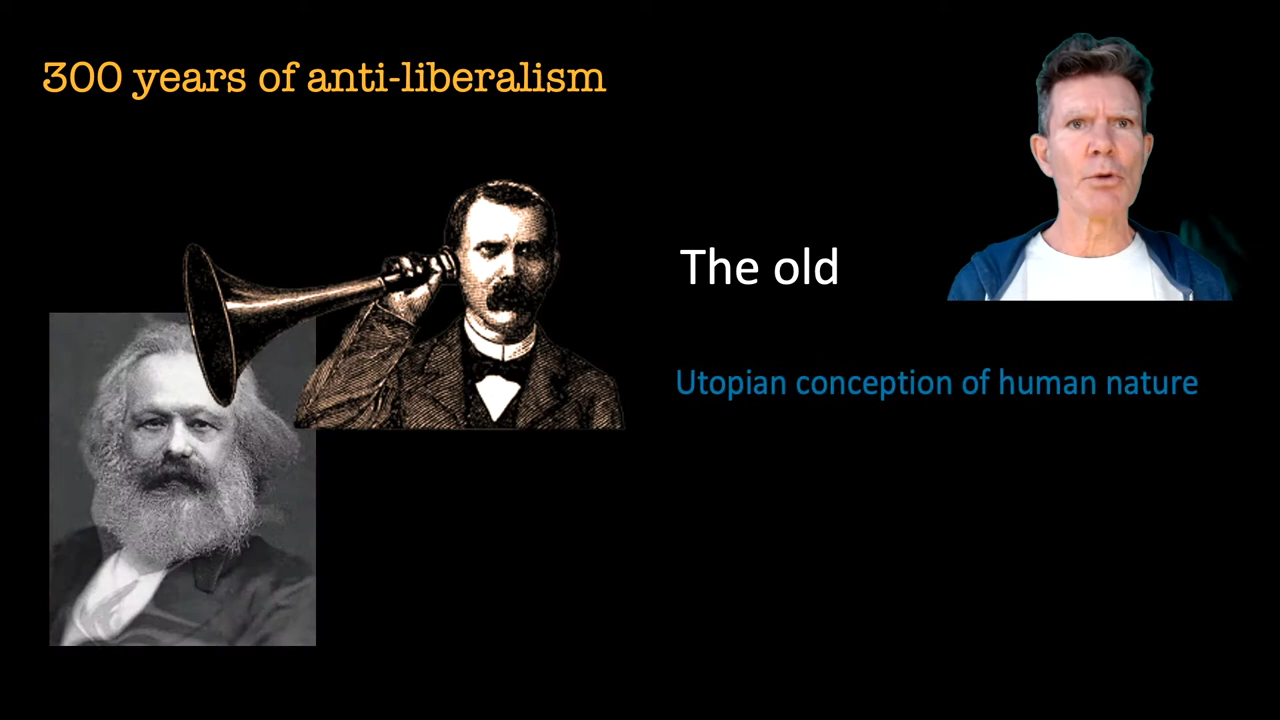 300 years of anti-liberalism
The old
Utopian conception of human nature